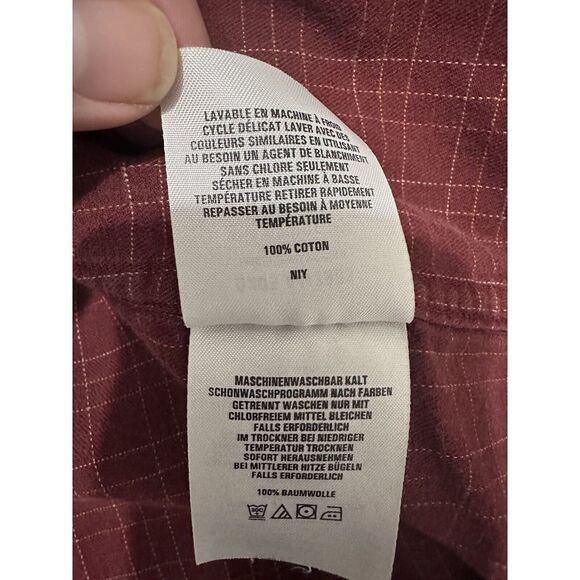 LAVABLE EN MACHINE À FROID
CYCLE DÉLICAT LAVER AVEC DES
COULEURS SIMILAIRES EN UTILISANT
AU BESOIN UN AGENT DE BLANCHIMENT
SANS CHLORE SEULEMENT
SÉCHER EN MACHINE À BASSE
TEMPÉRATURE RETIRER RAPIDEMENT
REPASSER AU BESOIN À MOYENNE
TEMPÉRATURE
100% COTON
NIY
MASCHINENWASCHBAR KALT
SCHONWASCHPROGRAMM NACH FARBEN
GETRENNT WASCHEN NUR MIT
CHLORFREIEM MITTEL BLEICHEN
FALLS ERFORDERLICH
IM TROCKNER BEI NIEDRIGER
TEMPERATUR TROCKNEN
SOFORT HERAUSNEHMEN
BEI MITTLERER HITZE BÜGELN
FALLS ERFORDERLICH
100% BAUMWOLLE
30C